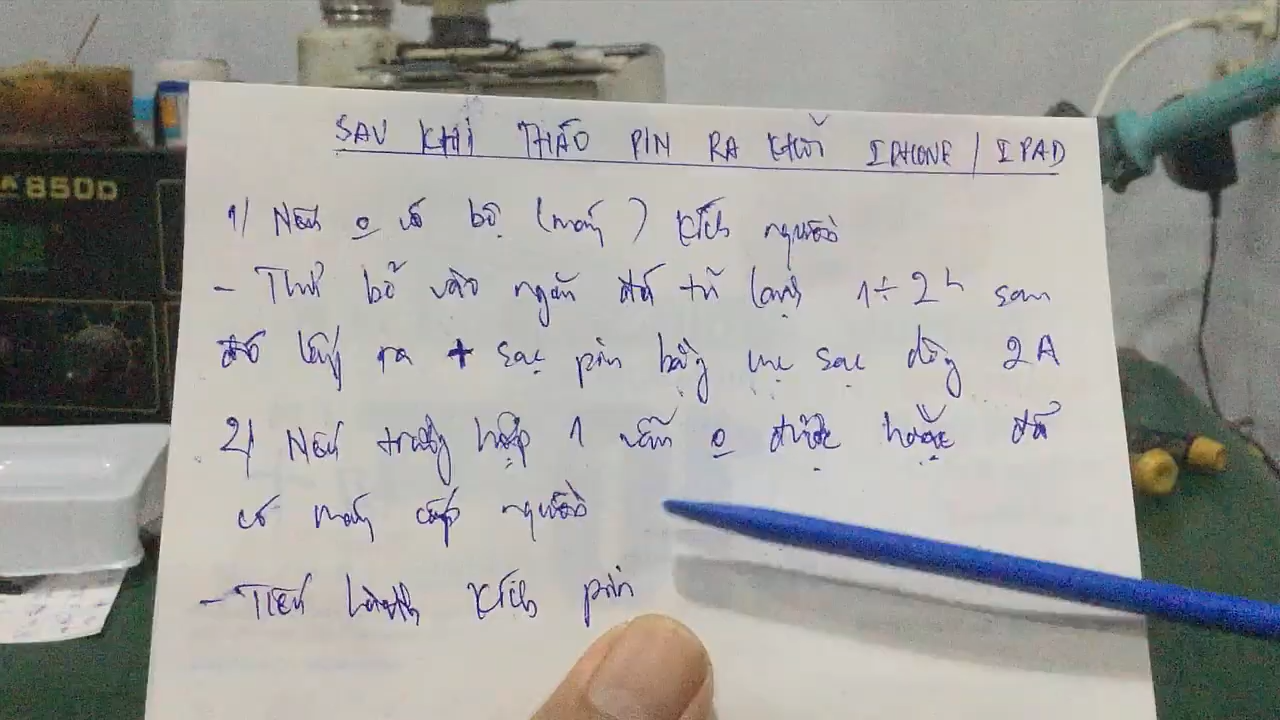 850D
SAU KHI THÁO PIN RA KHỎI IPHONE / IPAD
1/ Nếu o có bộ (máy) kích nguồn
- Thì bỏ vào ngăn đá tủ lạnh 1÷2h sau
đó lấy ra + sạc pin bằng cục sạc dòng 2A
2/ Nếu trường hợp 1 vẫn o được hoặc đã
có máy cấp nguồn
- Tiến hành kích pin